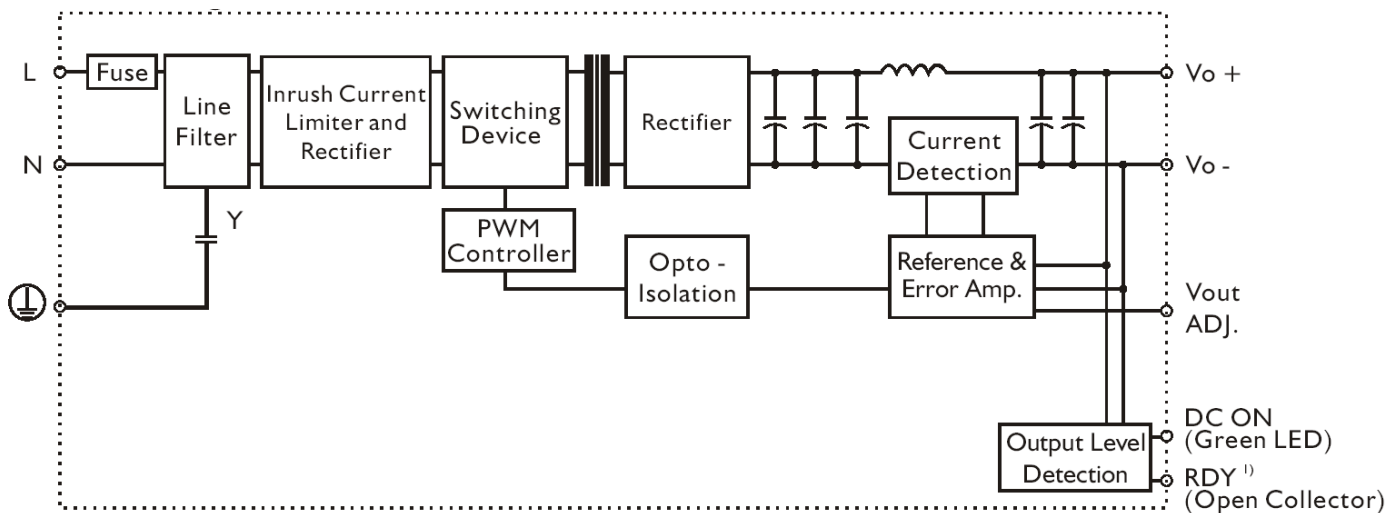 L
Fuse
Line
Filter
Inrush Current
Limiter and
Rectifier
Switching
Device
Rectifier
Vo +
Current
Detection
N
Vo -
Y
PWM
Controller
Opto -
Isolation
Reference &
Error Amp.
Vout
ADJ.
Output Level
Detection
DC ON
(Green LED)
RDY 1)
(Open Collector)